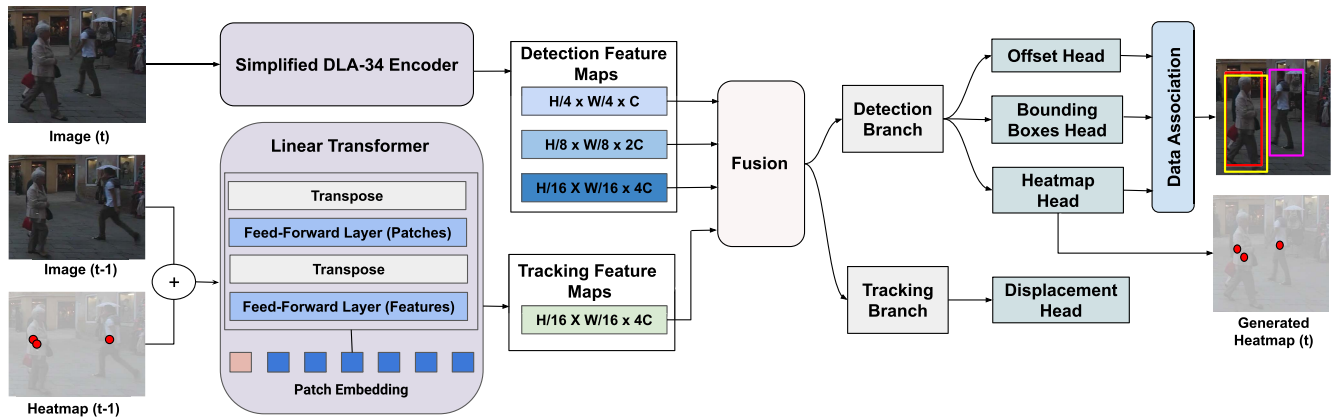 Image (t)
Simplified DLA-34 Encoder
Detection Feature
Maps
H/4 x W/4 x C
H/8 x W/8 x 2C
H/16 X W/16 x 4C
Image (t-1)
+
Heatmap (t-1)
Linear Transformer
Transpose
Feed-Forward Layer (Patches)
Transpose
Feed-Forward Layer (Features)
Patch Embedding
Tracking Feature
Maps
H/16 X W/16 x 4C
Fusion
Detection
Branch
Tracking
Branch
Offset Head
Bounding
Boxes Head
Heatmap
Head
Displacement
Head
Data Association
Generated
Heatmap (t)